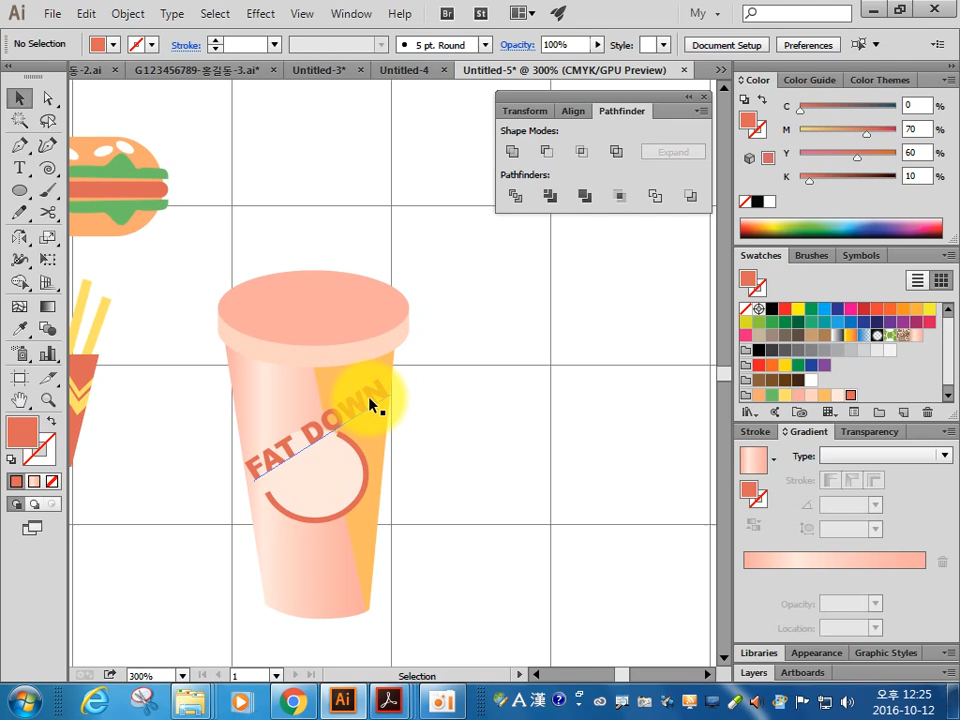 Ai
File Edit Object Type Select Effect View Window Help
Br St
My
No Selection
Stroke:
5 pt. Round
Opacity: 100%
Style:
Document Setup
Preferences
동-2.ai
G123456789-홍길동-3.ai*
Untitled-3*
Untitled-4
Untitled-5* @ 300% (CMYK/GPU Preview)
Transform Align Pathfinder
Shape Modes:
Expand
Pathfinders:
Color Color Guide Color Themes
C 0 %
M 70 %
Y 60 %
K 10 %
Swatches Brushes Symbols
FAT DOWN
Stroke Gradient Transparency
Type:
Stroke:
Opacity:
Location:
Libraries Appearance Graphic Styles
Layers Artboards
300%
1
Selection
Ai
A 漢
오후 12:25
2016-10-12